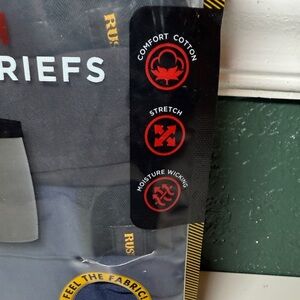 RUS
COMFORT COTTON
RIEFS
STRETCH
MOISTURE WICKING
RUS
FEEL THE FABRIC